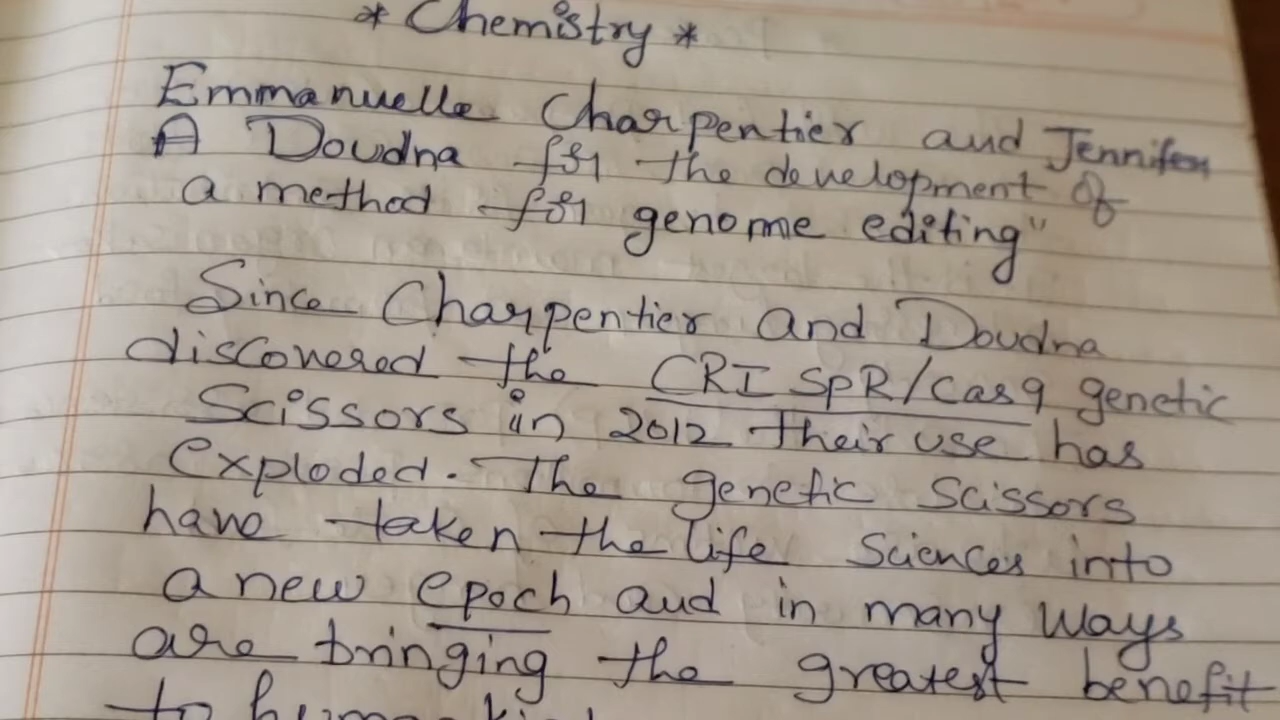 * Chemistry *
Emmanuelle Charpentier and Jennifer
A Doudna for the development of
a method for genome editing"
Since Charpentier and Doudna
discovered the CRISPR/Cas9 genetic
Scissors in 2012 their use has
exploded. The genetic Scissors
have taken the life Sciences into
a new epoch and in many ways
are bringing the greatest benefit
to